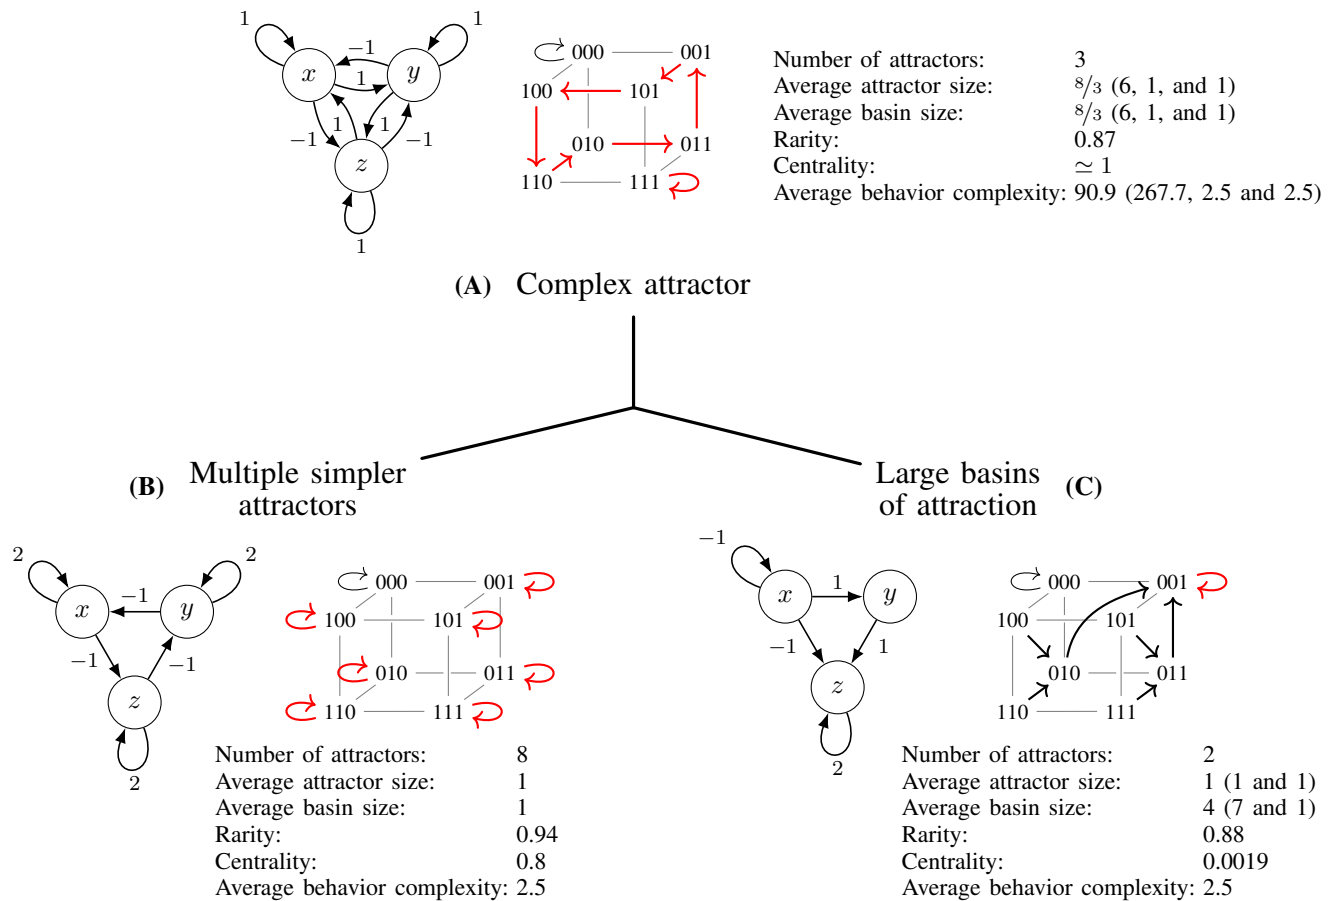 1
1
−1
x
y
1
−1
1
1
−1
z
1
000
001
100
101
010
011
110
111
Number of attractors: 3
Average attractor size: 8/3 (6, 1, and 1)
Average basin size: 8/3 (6, 1, and 1)
Rarity: 0.87
Centrality: ≃ 1
Average behavior complexity: 90.9 (267.7, 2.5 and 2.5)
(A) Complex attractor
(B) Multiple simpler
attractors
2
2
−1
x
y
−1
−1
z
2
000
001
100
101
010
011
110
111
Number of attractors: 8
Average attractor size: 1
Average basin size: 1
Rarity: 0.94
Centrality: 0.8
Average behavior complexity: 2.5
Large basins (C)
of attraction
−1
1
x
y
−1
1
z
2
000
001
100
101
010
011
110
111
Number of attractors: 2
Average attractor size: 1 (1 and 1)
Average basin size: 4 (7 and 1)
Rarity: 0.88
Centrality: 0.0019
Average behavior complexity: 2.5